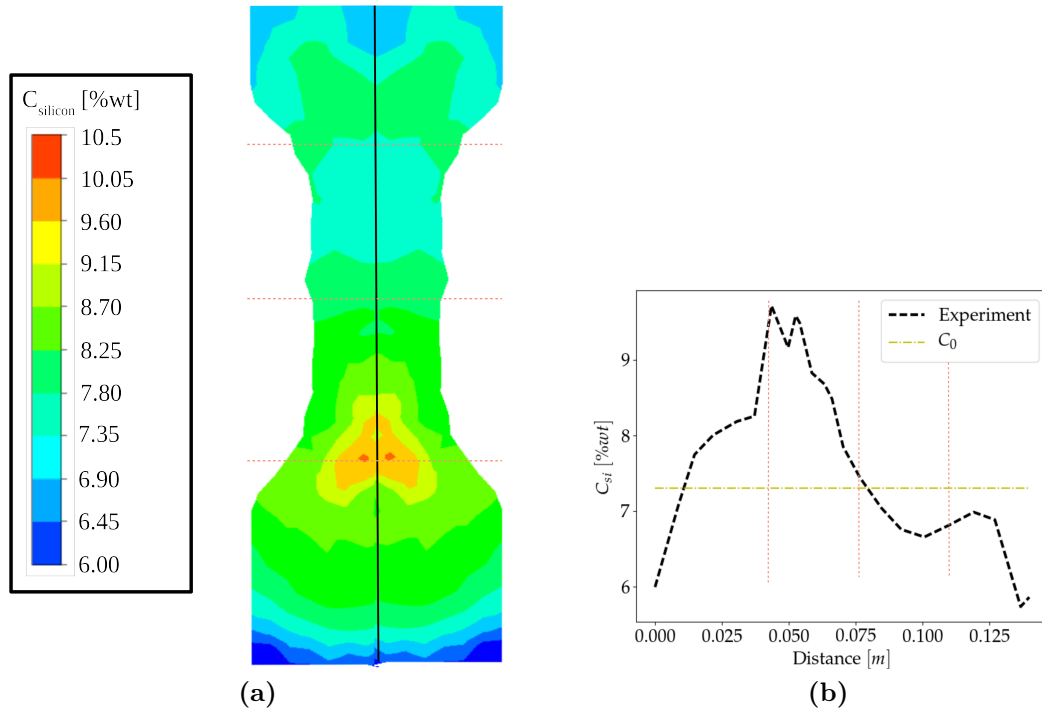 C_silicon [%wt]
10.5
10.05
9.60
9.15
8.70
8.25
7.80
7.35
6.90
6.45
6.00
(a)
Experiment
C_0
C_si [%wt]
9
8
7
6
0.000 0.025 0.050 0.075 0.100 0.125
Distance [m]
(b)